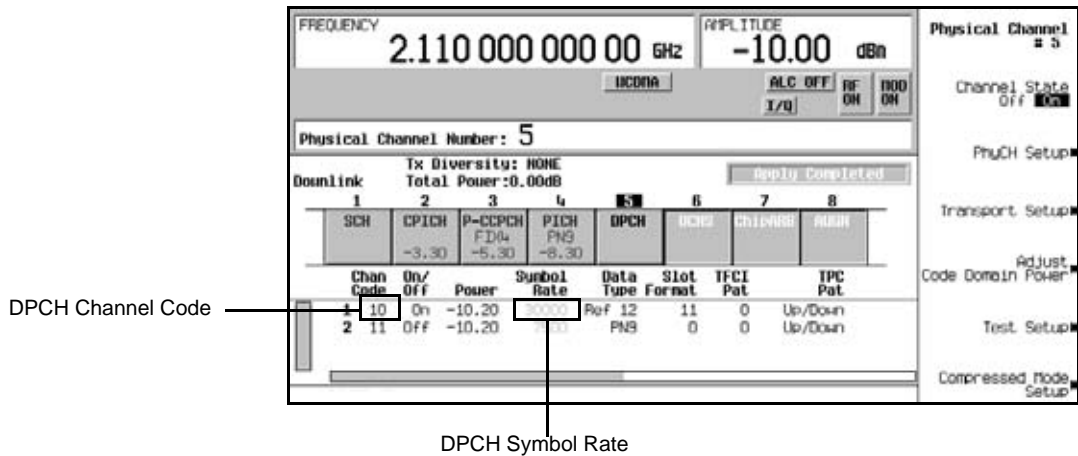 FREQUENCY
2.110 000 000 00 GHz
AMPLITUDE
-10.00 dBm
WCDMA
ALC OFF
I/Q
RF ON
MOD ON
Physical Channel Number: 5
Tx Diversity: NONE
Downlink Total Power:0.00dB
Apply Completed
1 2 3 4 5 6 7 8
SCH CPICH P-CCPCH PICH DPCH OCNS ChipARB AWGN
FIX4 PN9
-3.30 -5.30 -8.30
Chan Code On/Off Power Symbol Rate Data Type Slot Format TFCI Pat TPC Pat
1 10 On -10.20 30000 Ref 12 11 0 Up/Down
2 11 Off -10.20 7500 PN9 0 0 Up/Down
Physical Channel
# 5
Channel State
Off On
PhyCH Setup
Transport Setup
Adjust
Code Domain Power
Test Setup
Compressed Mode
Setup
DPCH Channel Code
DPCH Symbol Rate